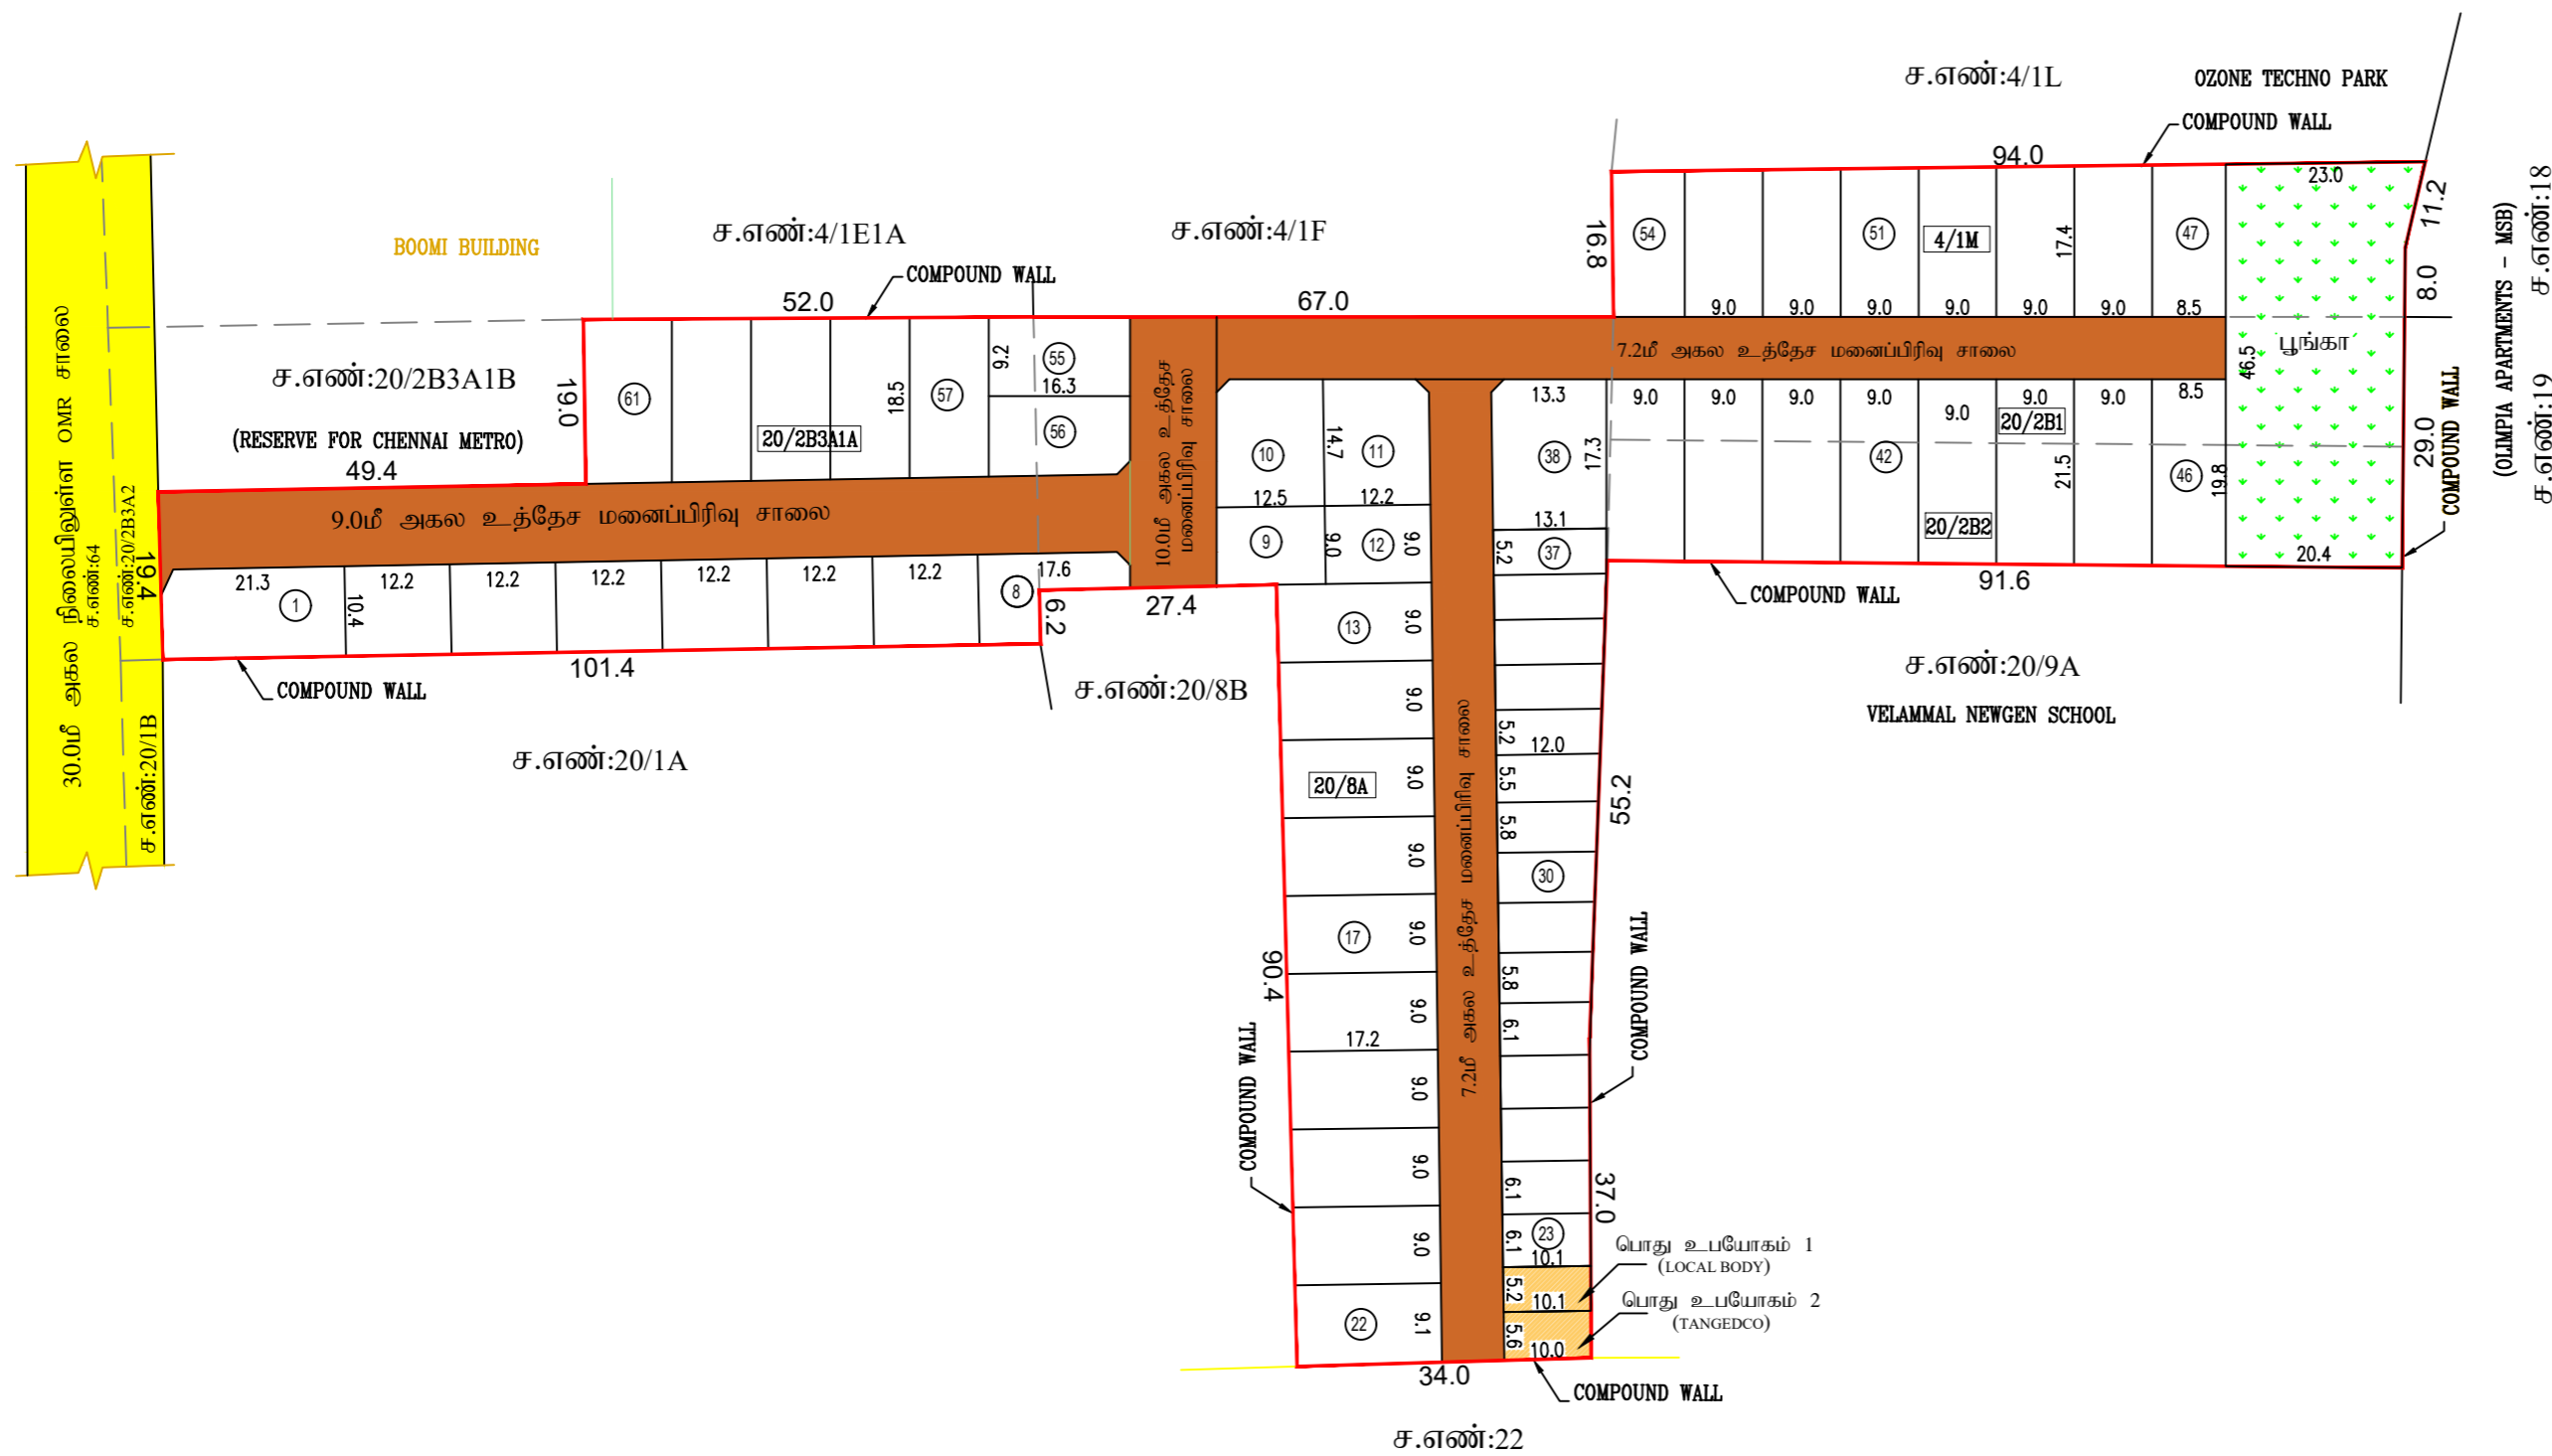 ச.எண்:4/1L
OZONE TECHNO PARK
COMPOUND WALL
94.0
23.0
11.2
8.0
29.0
(OLIMPIA APARTMENTS - MSB)
ச.எண்:18
ச.எண்:19
COMPOUND WALL
BOOMI BUILDING
ச.எண்:4/1E1A
ச.எண்:4/1F
COMPOUND WALL
52.0
67.0
16.8
54
51
4/1M
17.4
47
9.0
9.0
9.0
9.0
9.0
9.0
8.5
7.2மீ அகல உத்தேச மனைப்பிரிவு சாலை
பூங்கா
46.5
30.0மீ அகல நிலையிலுள்ள OMR சாலை
ச.எண்:64
ச.எண்:20/2B3A2
ச.எண்:20/1B
ச.எண்:20/2B3A1B
(RESERVE FOR CHENNAI METRO)
49.4
19.0
61
20/2B3A1A
18.5
57
9.2
55
16.3
56
10.0மீ அகல உத்தேச
மனைப்பிரிவு சாலை
9.0மீ அகல உத்தேச மனைப்பிரிவு சாலை
19.4
21.3
1
10.4
12.2
12.2
12.2
12.2
12.2
12.2
8
17.6
6.2
27.4
101.4
COMPOUND WALL
ச.எண்:20/1A
ச.எண்:20/8B
10
14.7
11
12.5
12.2
9
9.0
12
9.0
13.3
38
17.3
13.1
5.2
37
9.0
9.0
9.0
9.0
9.0
9.0
9.0
8.5
20/2B1
42
21.5
46
19.8
20/2B2
20.4
COMPOUND WALL
91.6
ச.எண்:20/9A
VELAMMAL NEWGEN SCHOOL
13
9.0
9.0
20/8A
9.0
9.0
17
9.0
9.0
17.2
9.0
9.0
9.0
22
9.1
90.4
COMPOUND WALL
7.2மீ அகல உத்தேச மனைப்பிரிவு சாலை
5.2
12.0
5.5
5.8
30
5.8
6.1
6.1
6.1
23
10.1
5.2
10.1
5.6
10.0
55.2
COMPOUND WALL
37.0
பொது உபயோகம் 1
(LOCAL BODY)
பொது உபயோகம் 2
(TANGEDCO)
34.0
COMPOUND WALL
ச.எண்:22